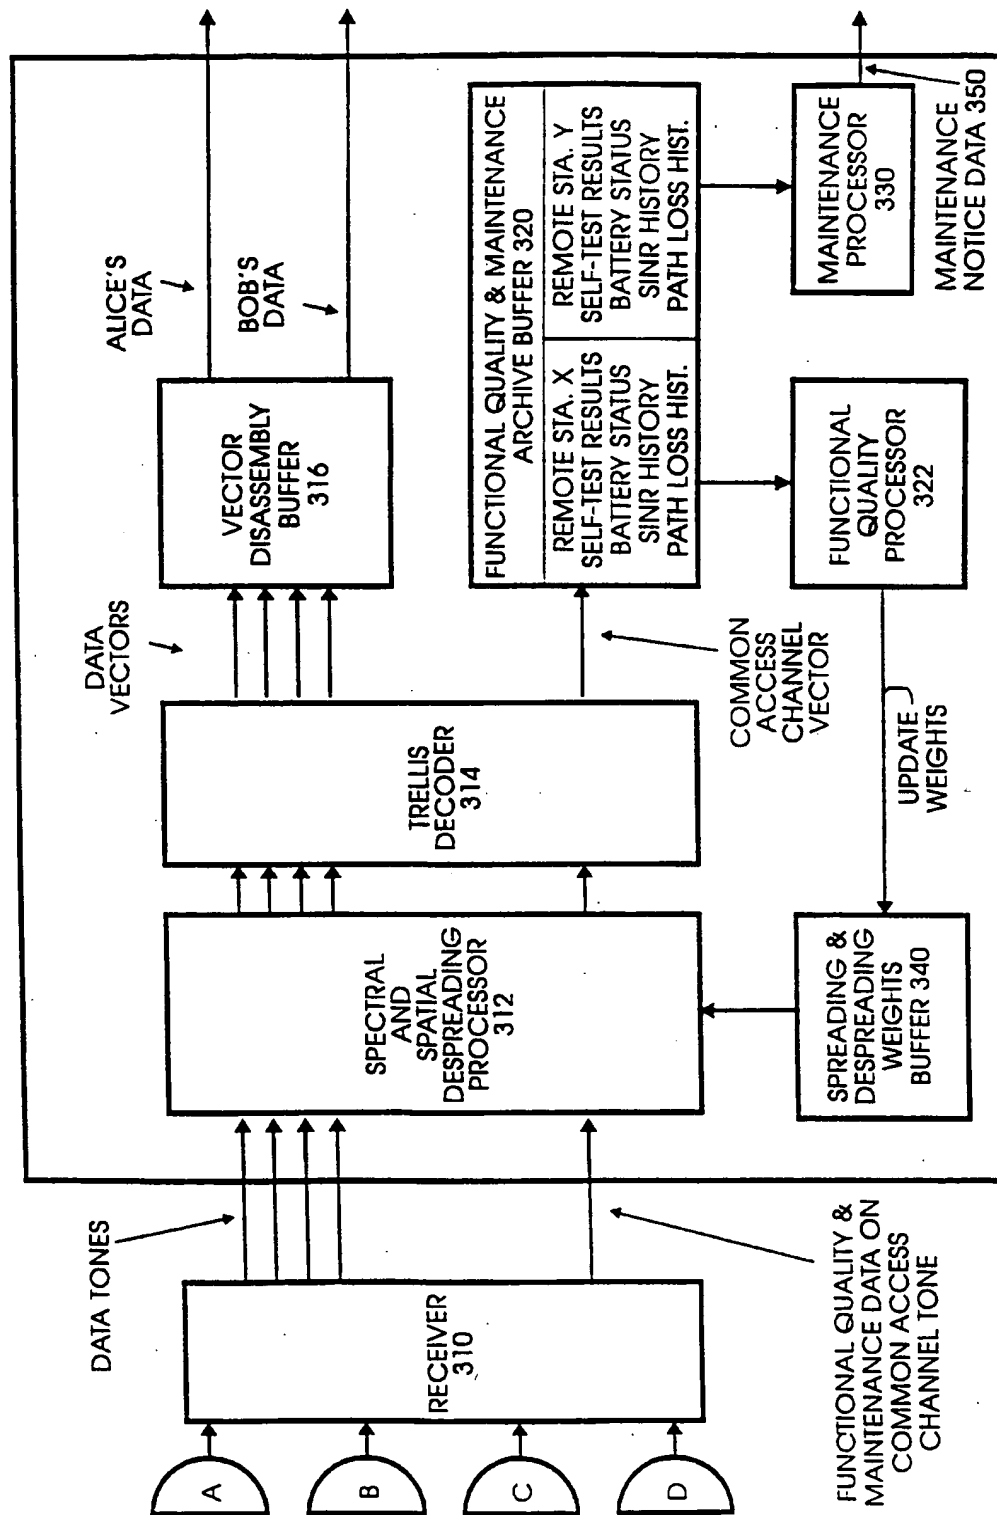 A
B
C
D
RECEIVER
310
DATA TONES
FUNCTIONAL QUALITY &
MAINTENANCE DATA ON
COMMON ACCESS
CHANNEL TONE
SPECTRAL
AND
SPATIAL
DESPREADING
PROCESSOR
312
SPREADING &
DESPREADING
WEIGHTS
BUFFER 340
TRELLIS
DECODER
314
DATA
VECTORS
COMMON
ACCESS
CHANNEL
VECTOR
UPDATE
WEIGHTS
VECTOR
DISASSEMBLY
BUFFER
316
ALICE'S
DATA
BOB'S
DATA
FUNCTIONAL QUALITY & MAINTENANCE
ARCHIVE BUFFER 320
REMOTE STA. X
SELF-TEST RESULTS
BATTERY STATUS
SINR HISTORY
PATH LOSS HIST.
REMOTE STA. Y
SELF-TEST RESULTS
BATTERY STATUS
SINR HISTORY
PATH LOSS HIST.
FUNCTIONAL
QUALITY
PROCESSOR
322
MAINTENANCE
PROCESSOR
330
MAINTENANCE
NOTICE DATA 350